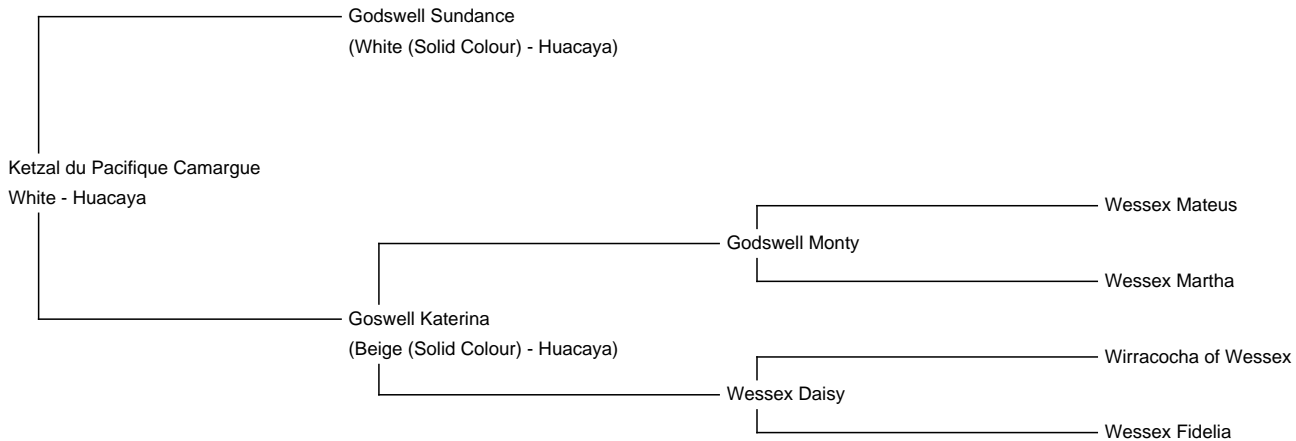 Godswell Sundance
(White (Solid Colour) - Huacaya)
Ketzal du Pacifique Camargue
White - Huacaya
Wessex Mateus
Godswell Monty
Wessex Martha
Goswell Katerina
(Beige (Solid Colour) - Huacaya)
Wirracocha of Wessex
Wessex Daisy
Wessex Fidelia